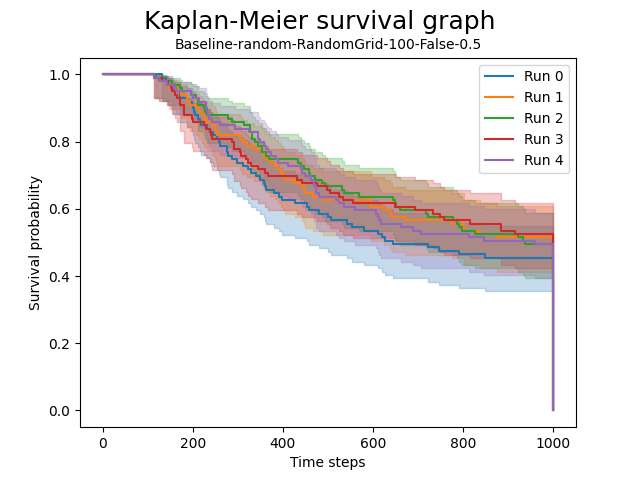 Kaplan-Meier survival graph
Baseline-random-RandomGrid-100-False-0.5
Survival probability
1.0
0.8
0.6
0.4
0.2
0.0
Run 0
Run 1
Run 2
Run 3
Run 4
0 200 400 600 800 1000
Time steps